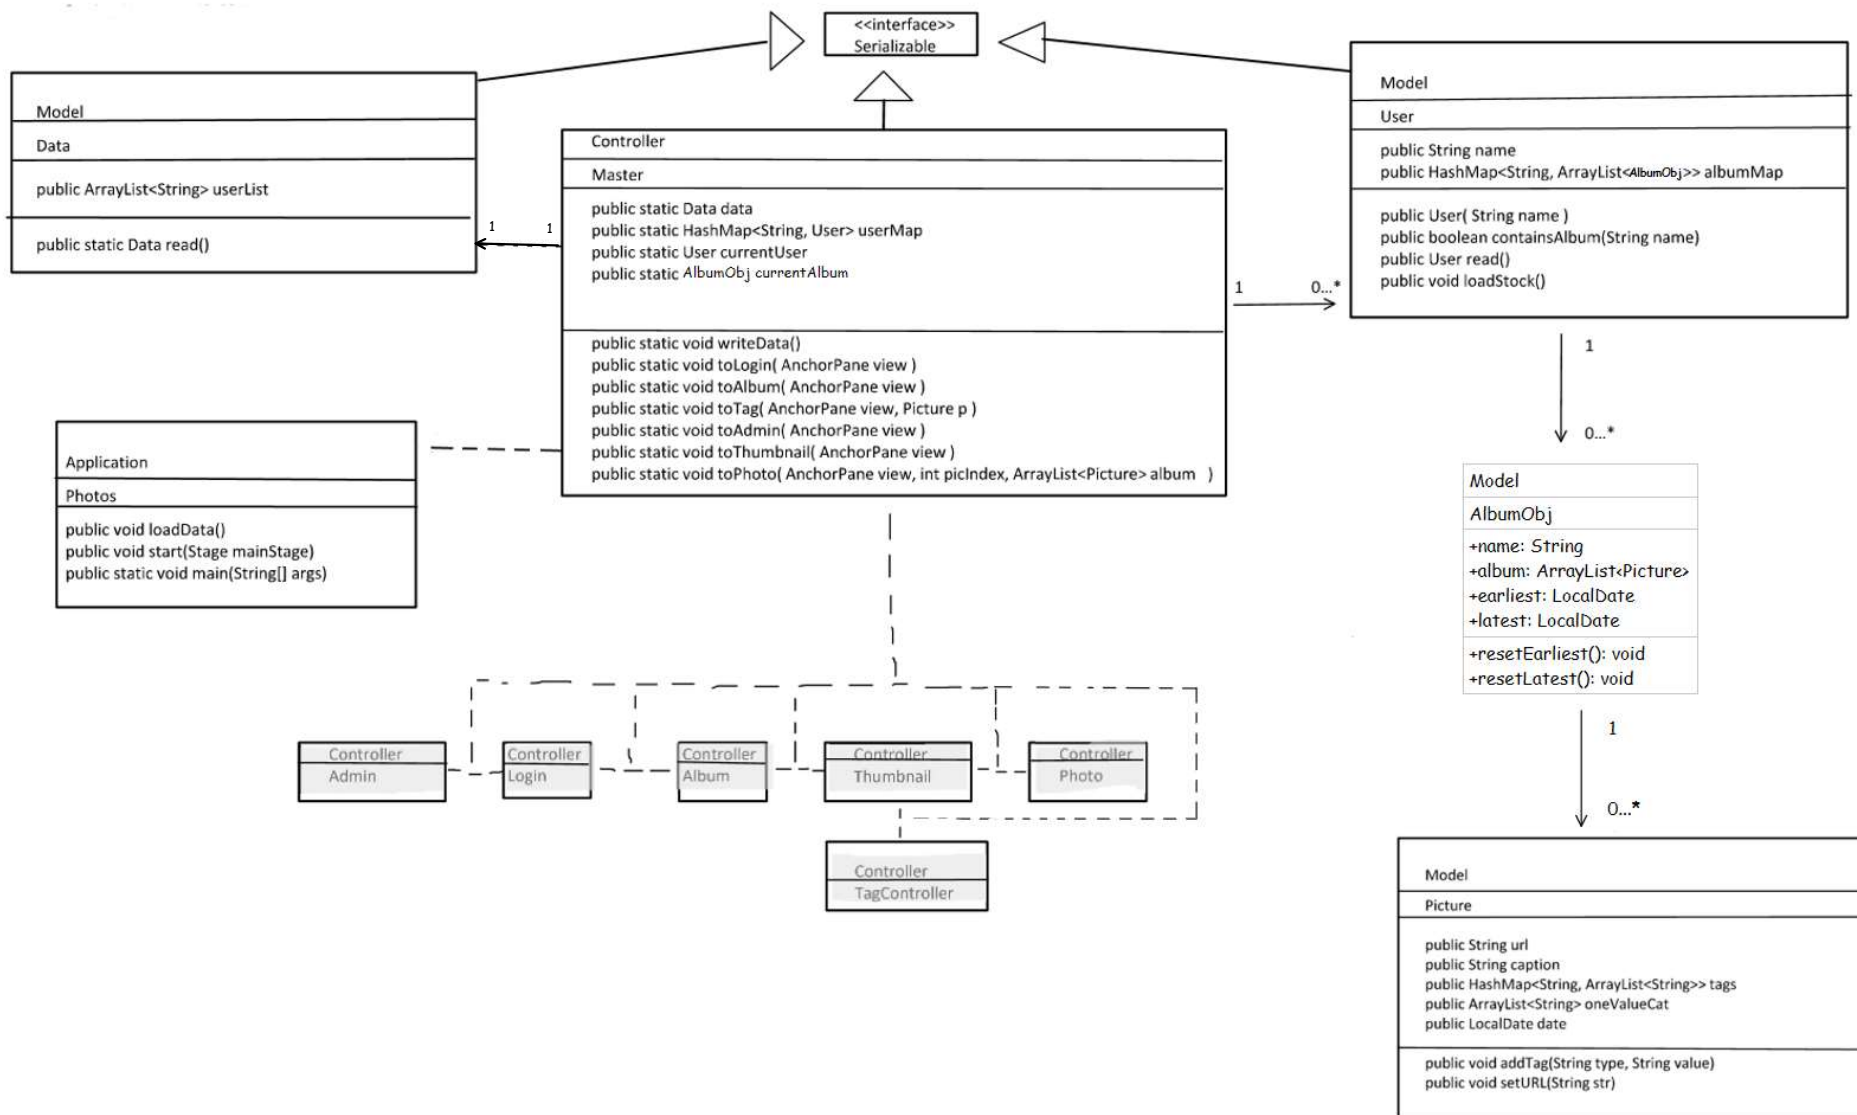 <<interface>>
Serializable
Model
Data
public ArrayList<String> userList
public static Data read()
1
1
Controller
Master
public static Data data
public static HashMap<String, User> userMap
public static User currentUser
public static AlbumObj currentAlbum
public static void writeData()
public static void toLogin( AnchorPane view )
public static void toAlbum( AnchorPane view )
public static void toTag( AnchorPane view, Picture p )
public static void toAdmin( AnchorPane view )
public static void toThumbnail( AnchorPane view )
public static void toPhoto( AnchorPane view, int picIndex, ArrayList<Picture> album )
1
0...*
Model
User
public String name
public HashMap<String, ArrayList<AlbumObj>> albumMap
public User( String name )
public boolean containsAlbum(String name)
public User read()
public void loadStock()
1
0...*
Application
Photos
public void loadData()
public void start(Stage mainStage)
public static void main(String[] args)
Model
AlbumObj
+name: String
+album: ArrayList<Picture>
+earliest: LocalDate
+latest: LocalDate
+resetEarliest(): void
+resetLatest(): void
1
0...*
Controller
Admin
Controller
Login
Controller
Album
Controller
Thumbnail
Controller
Photo
Controller
TagController
Model
Picture
public String url
public String caption
public HashMap<String, ArrayList<String>> tags
public ArrayList<String> oneValueCat
public LocalDate date
public void addTag(String type, String value)
public void setURL(String str)